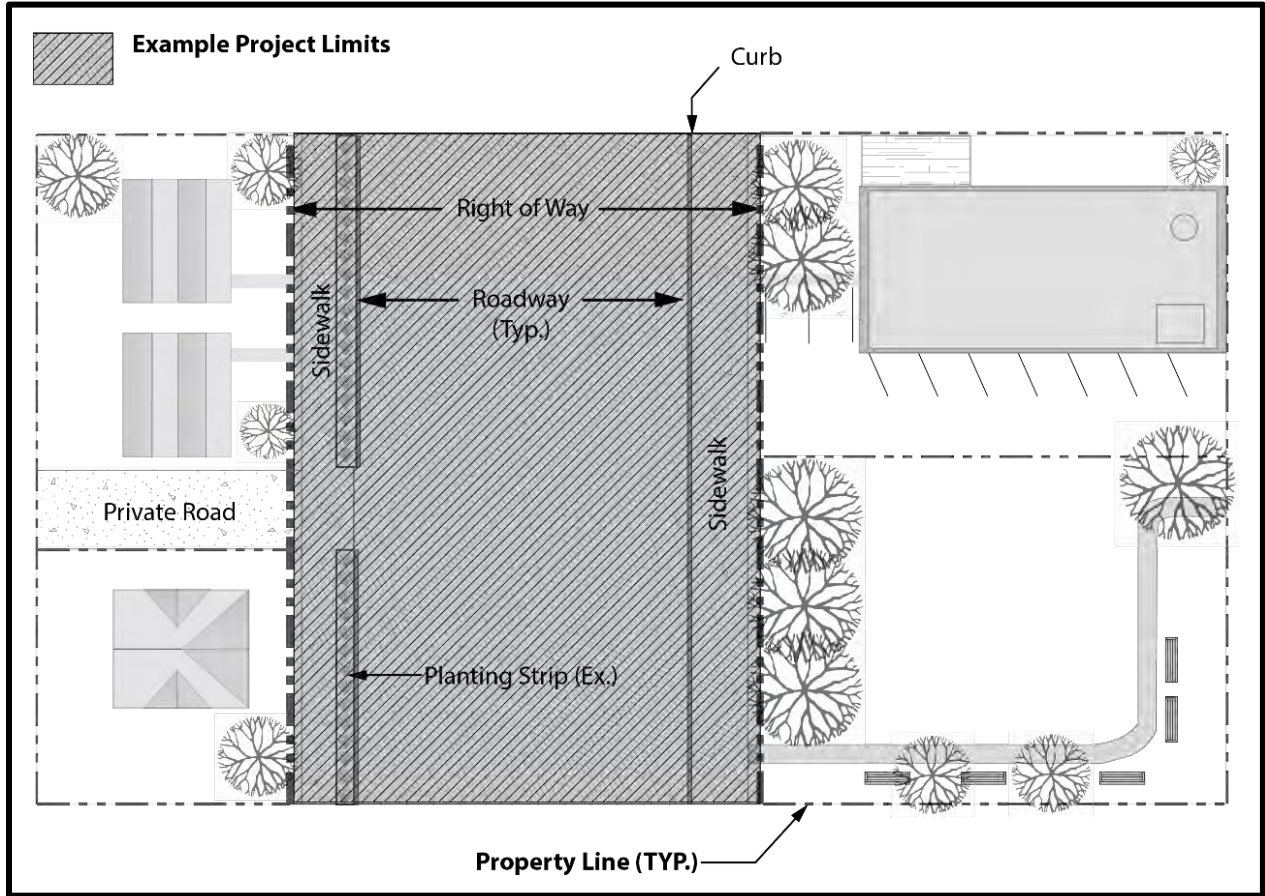 Example Project Limits
Curb
Right of Way
Sidewalk
Roadway
(Typ.)
Sidewalk
Private Road
Planting Strip (Ex.)
Property Line (TYP.)